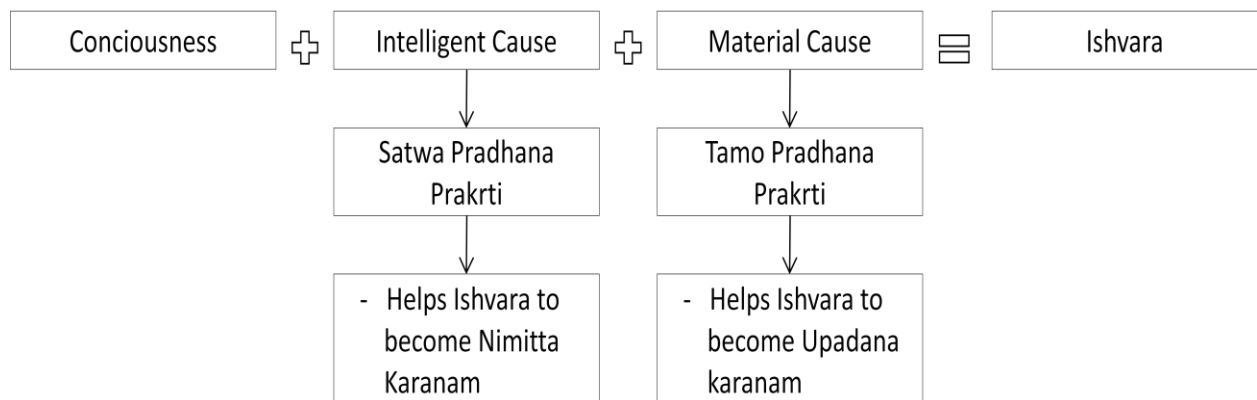 Conciousness
Intelligent Cause
Material Cause
Ishvara
Satwa Pradhana
Prakrti
Tamo Pradhana
Prakrti
- Helps Ishvara to
become Nimitta
Karanam
- Helps Ishvara to
become Upadana
karanam